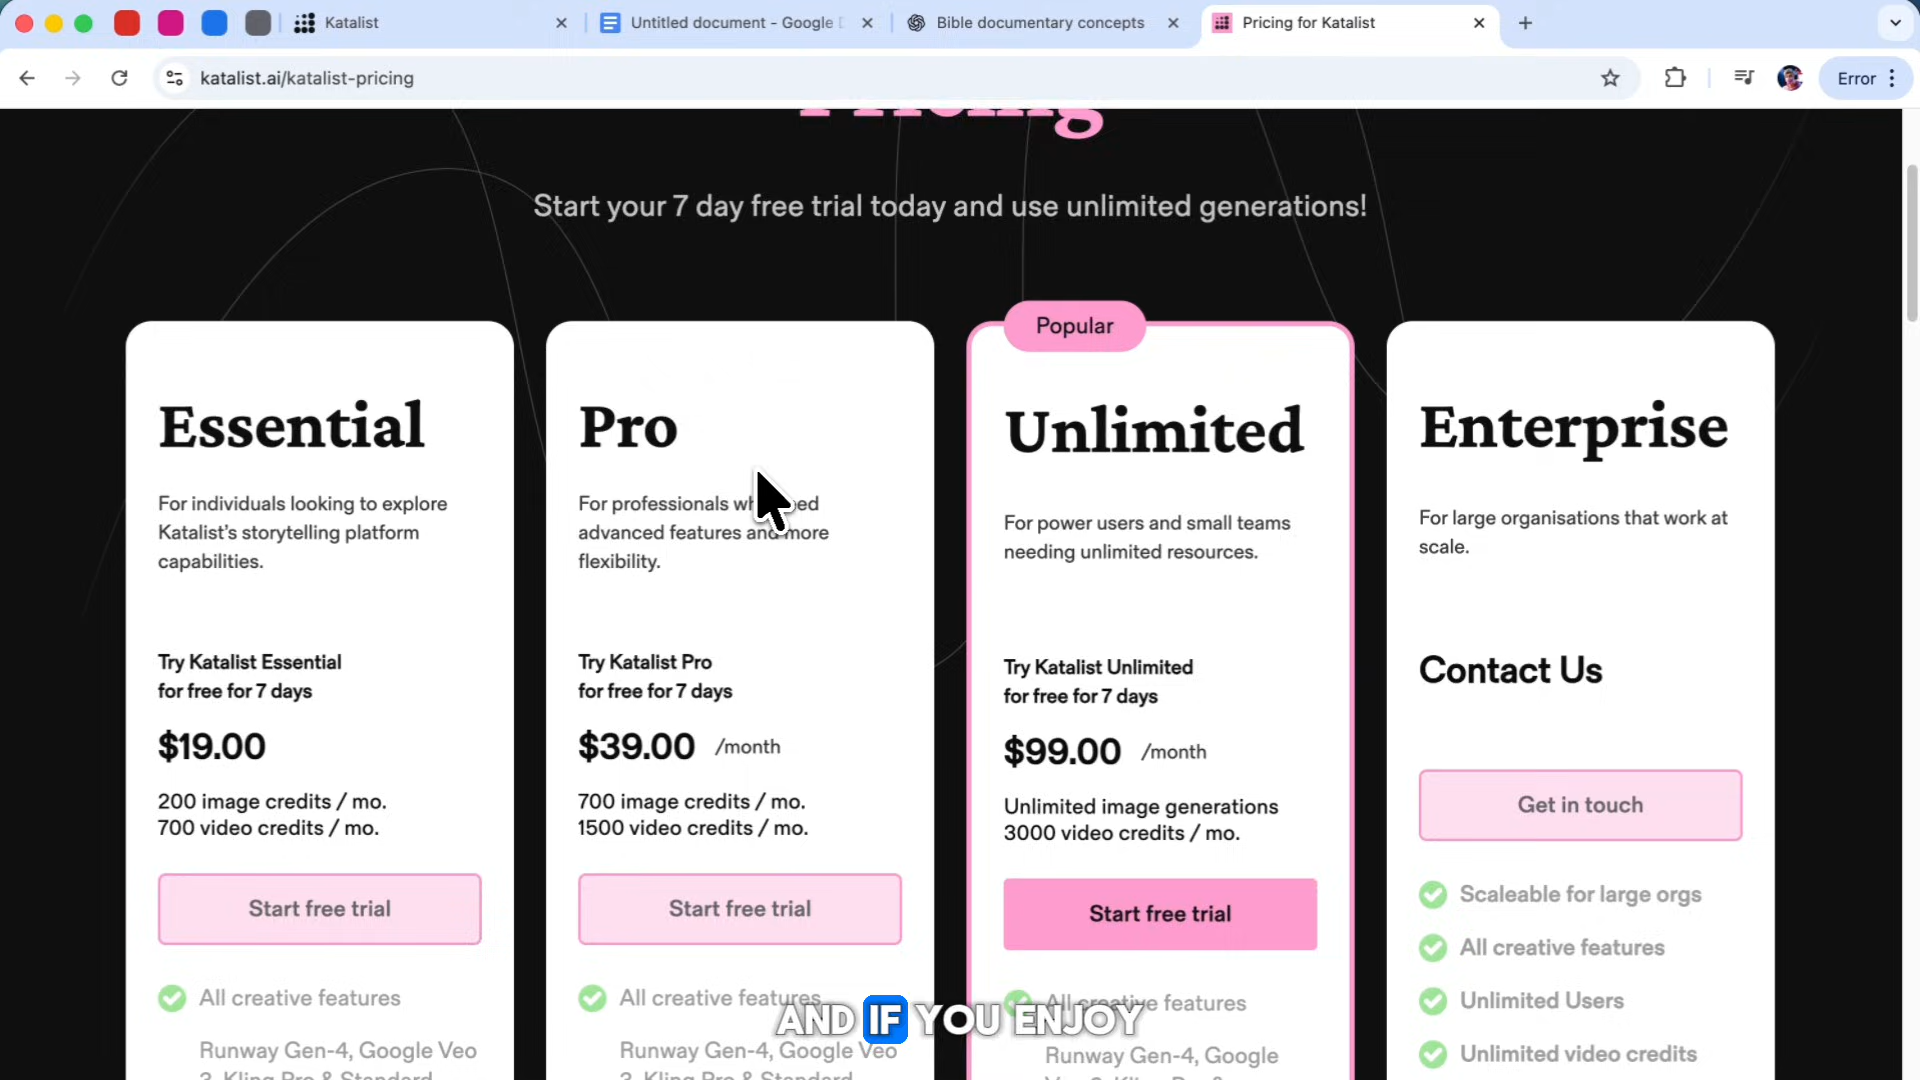 Katalist
Untitled document - Google
Bible documentary concepts
Pricing for Katalist
katalist.ai/katalist-pricing
Error
Pricing
Start your 7 day free trial today and use unlimited generations!
Essential
For individuals looking to explore
Katalist's storytelling platform
capabilities.
Try Katalist Essential
for free for 7 days
$19.00
200 image credits / mo.
700 video credits / mo.
Start free trial
All creative features
Runway Gen-4, Google Veo
3, Kling Pro & Standard
Pro
For professionals
advanced features and more
flexibility.
Try Katalist Pro
for free for 7 days
$39.00 /month
700 image credits / mo.
1500 video credits / mo.
Start free trial
All creative features
Runway Gen-4, Google Veo
3, Kling Pro & Standard
Popular
Unlimited
For power users and small teams
needing unlimited resources.
Try Katalist Unlimited
for free for 7 days
$99.00 /month
Unlimited image generations
3000 video credits / mo.
Start free trial
All creative features
Runway Gen-4, Google
Enterprise
For large organisations that work at
scale.
Contact Us
Get in touch
Scaleable for large orgs
All creative features
Unlimited Users
Unlimited video credits
AND IF YOU ENJOY